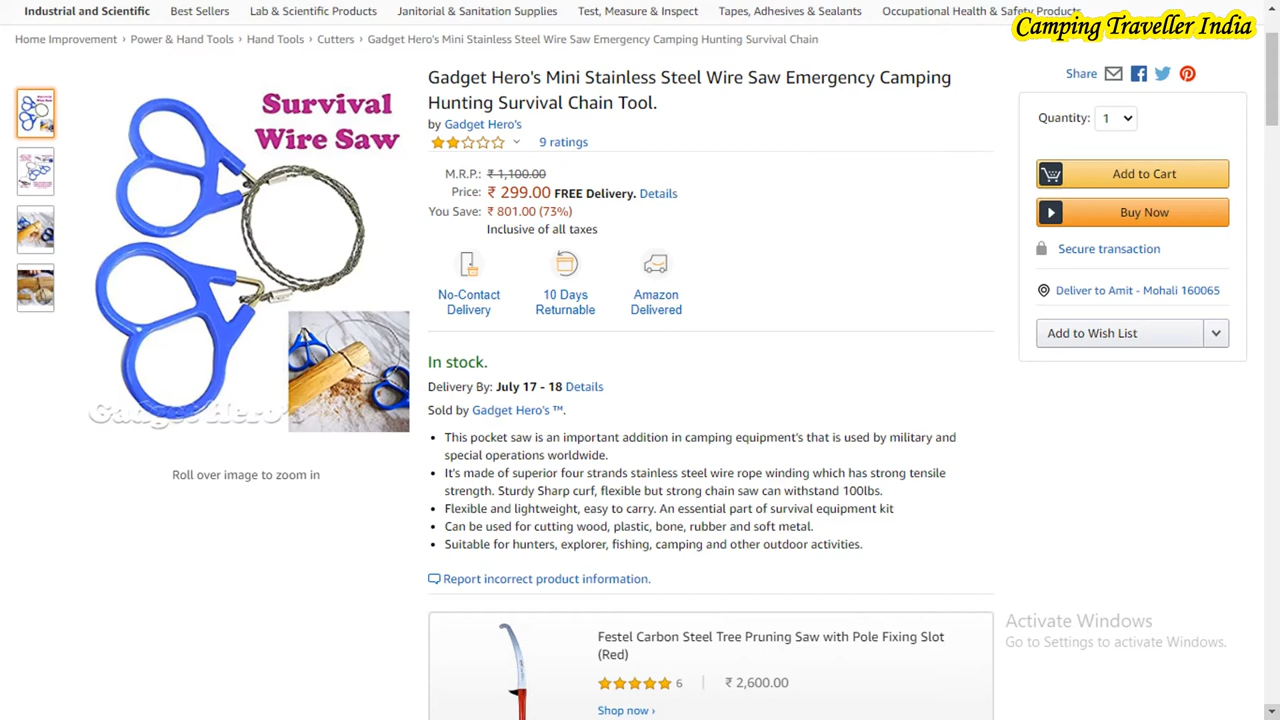 Industrial and Scientific Best Sellers Lab & Scientific Products Janitorial & Sanitation Supplies Test, Measure & Inspect Tapes, Adhesives & Sealants Occupational Health & Safety Products
Camping Traveller India
Home Improvement › Power & Hand Tools › Hand Tools › Cutters › Gadget Hero's Mini Stainless Steel Wire Saw Emergency Camping Hunting Survival Chain
Survival
Wire Saw
Gadget Hero's
Roll over image to zoom in
Gadget Hero's Mini Stainless Steel Wire Saw Emergency Camping
Hunting Survival Chain Tool.
by Gadget Hero's
9 ratings
M.R.P.: ₹ 1,100.00
Price: ₹ 299.00 FREE Delivery. Details
You Save: ₹ 801.00 (73%)
Inclusive of all taxes
No-Contact
Delivery
10 Days
Returnable
Amazon
Delivered
In stock.
Delivery By: July 17 - 18 Details
Sold by Gadget Hero's ™.
• This pocket saw is an important addition in camping equipment's that is used by military and
special operations worldwide.
• It's made of superior four strands stainless steel wire rope winding which has strong tensile
strength. Sturdy Sharp curf, flexible but strong chain saw can withstand 100lbs.
• Flexible and lightweight, easy to carry. An essential part of survival equipment kit
• Can be used for cutting wood, plastic, bone, rubber and soft metal.
• Suitable for hunters, explorer, fishing, camping and other outdoor activities.
Report incorrect product information.
Festel Carbon Steel Tree Pruning Saw with Pole Fixing Slot
(Red)
6 | ₹ 2,600.00
Shop now ›
Share
Quantity: 1
Add to Cart
Buy Now
Secure transaction
Deliver to Amit - Mohali 160065
Add to Wish List
Activate Windows
Go to Settings to activate Windows.